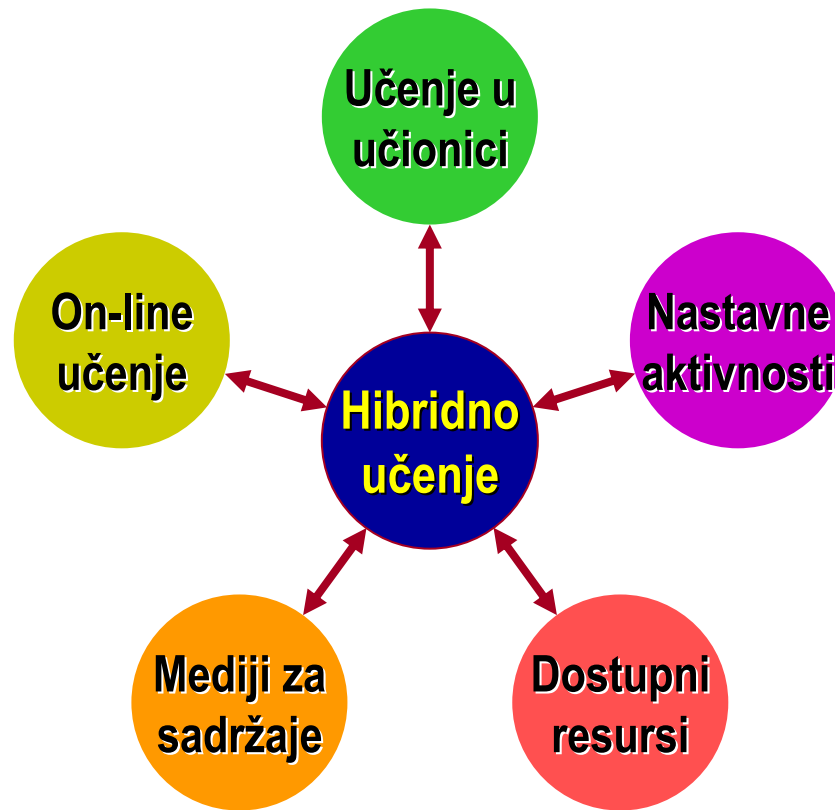 Učenje u
učionici
On-line
učenje
Nastavne
aktivnosti
Hibridno
učenje
Mediji za
sadržaje
Dostupni
resursi